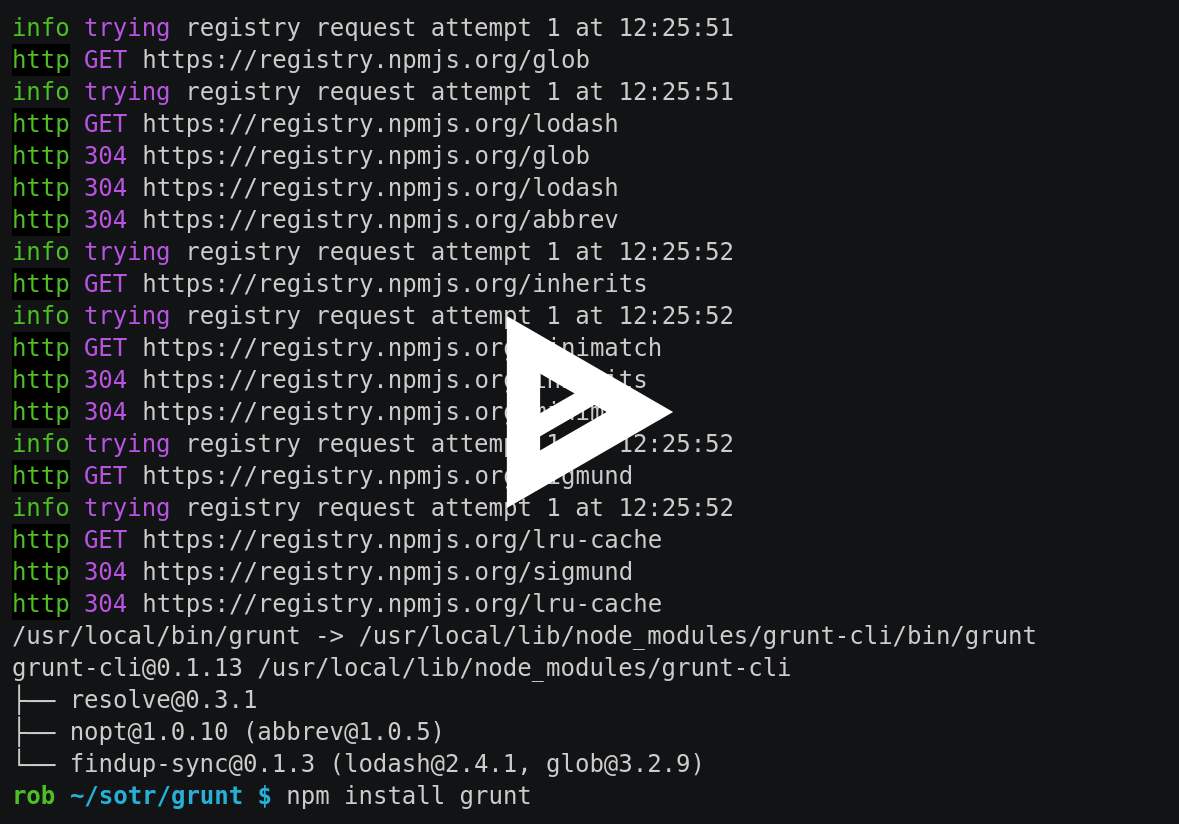 info trying registry request attempt 1 at 12:25:51
http GET https://registry.npmjs.org/glob
info trying registry request attempt 1 at 12:25:51
http GET https://registry.npmjs.org/lodash
http 304 https://registry.npmjs.org/glob
http 304 https://registry.npmjs.org/lodash
http 304 https://registry.npmjs.org/abbrev
info trying registry request attempt 1 at 12:25:52
http GET https://registry.npmjs.org/inherits
info trying registry request attempt 1 at 12:25:52
http GET https://registry.npmjs.org/minimatch
http 304 https://registry.npmjs.org/inherits
http 304 https://registry.npmjs.org/minimatch
info trying registry request attempt 1 at 12:25:52
http GET https://registry.npmjs.org/sigmund
info trying registry request attempt 1 at 12:25:52
http GET https://registry.npmjs.org/lru-cache
http 304 https://registry.npmjs.org/sigmund
http 304 https://registry.npmjs.org/lru-cache
/usr/local/bin/grunt -> /usr/local/lib/node_modules/grunt-cli/bin/grunt
grunt-cli@0.1.13 /usr/local/lib/node_modules/grunt-cli
├── resolve@0.3.1
├── nopt@1.0.10 (abbrev@1.0.5)
└── findup-sync@0.1.3 (lodash@2.4.1, glob@3.2.9)
rob ~/sotr/grunt $ npm install grunt